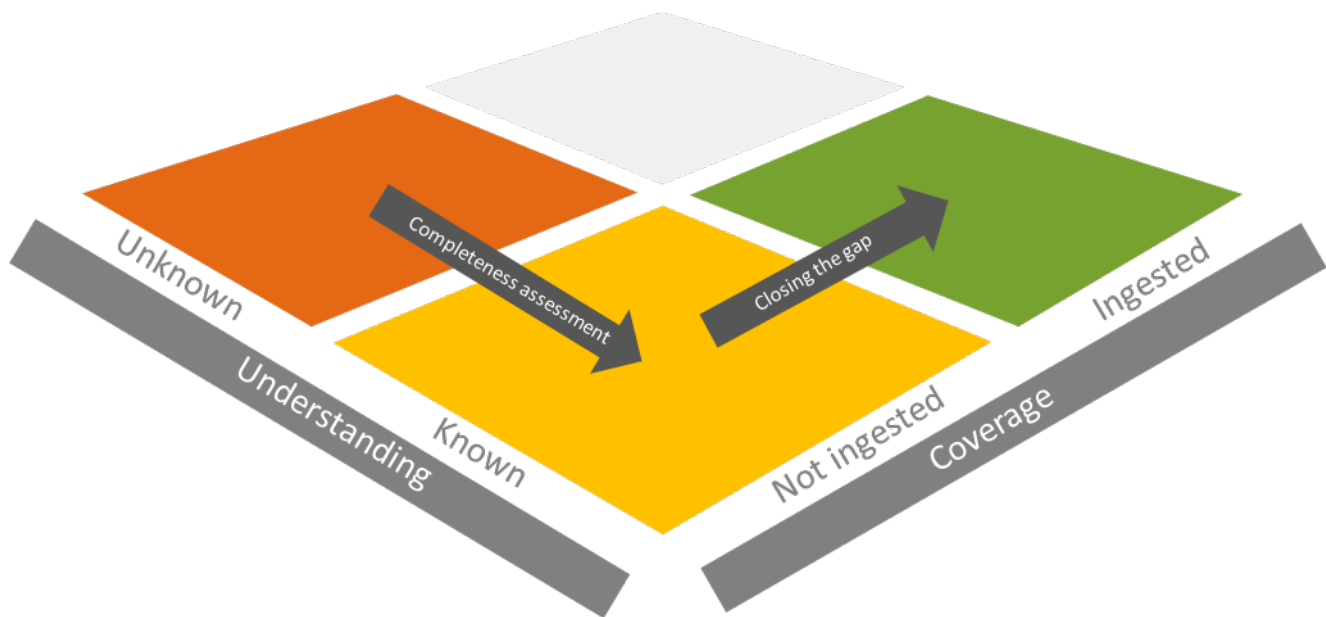 Unknown
Completeness assessment
Closing the gap
Ingested
Understanding
Known
Not ingested
Coverage